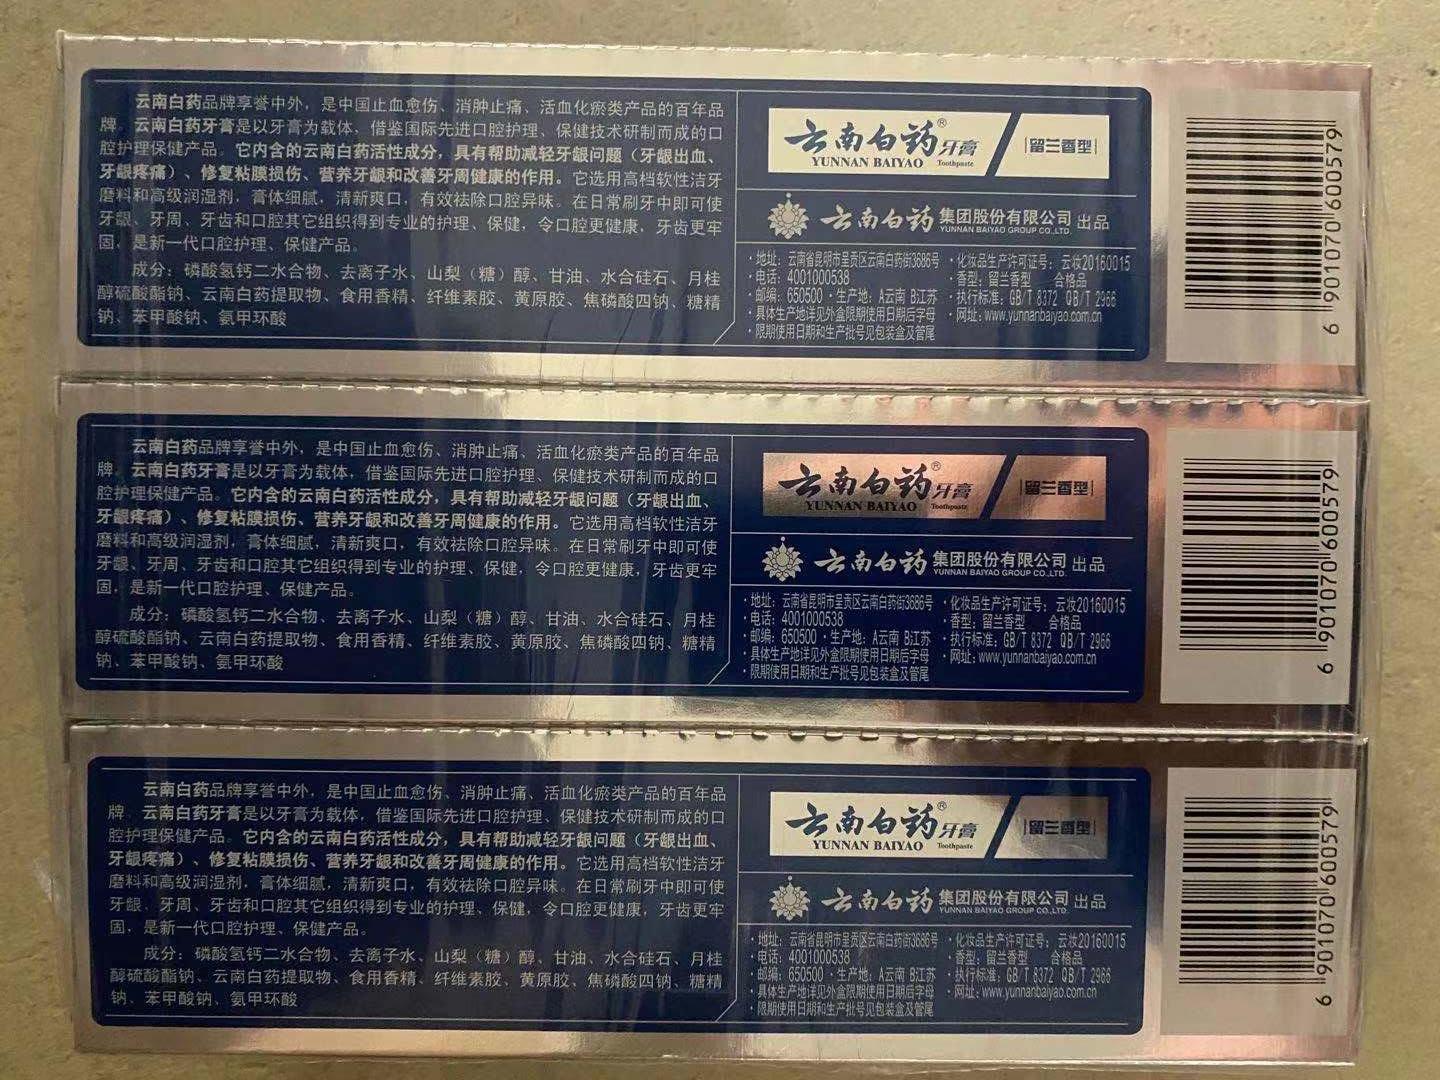 云南白药品牌享誉中外，是中国止血愈伤、消肿止痛、活血化瘀类产品的百年品
牌。云南白药牙膏是以牙膏为载体，借鉴国际先进口腔护理、保健技术研制而成的口
腔护理保健产品。它内含的云南白药活性成分，具有帮助减轻牙龈问题（牙龈出血、
牙龈疼痛）、修复粘膜损伤、营养牙龈和改善牙周健康的作用。它选用高档软性洁牙
磨料和高级润湿剂，膏体细腻，清新爽口，有效祛除口腔异味。在日常刷牙中即可使
牙龈、牙周、牙齿和口腔其它组织得到专业的护理、保健，令口腔更健康，牙齿更牢
固，是新一代口腔护理、保健产品。
成分：磷酸氢钙二水合物、去离子水、山梨（糖）醇、甘油、水合硅石、月桂
醇硫酸酯钠、云南白药提取物、食用香精、纤维素胶、黄原胶、焦磷酸四钠、糖精
钠、苯甲酸钠、氨甲环酸
云南白药®牙膏
YUNNAN BAIYAO Toothpaste
留兰香型
云南白药 集团股份有限公司 出品
YUNNAN BAIYAO GROUP CO.,LTD.
·地址：云南省昆明市呈贡区云南白药街3686号
·电话：4001000538
·邮编：650500 ·生产地：A云南 B江苏
·具体生产地详见外盒限期使用日期后字母
·限期使用日期和生产批号见包装盒及管尾
·化妆品生产许可证号：云妆20160015
香型：留兰香型 合格品
·执行标准：GB/T 8372 QB/T 2966
·网址：www.yunnanbaiyao.com.cn
6 901070 600579
云南白药品牌享誉中外，是中国止血愈伤、消肿止痛、活血化瘀类产品的百年品
牌。云南白药牙膏是以牙膏为载体，借鉴国际先进口腔护理、保健技术研制而成的口
腔护理保健产品。它内含的云南白药活性成分，具有帮助减轻牙龈问题（牙龈出血、
牙龈疼痛）、修复粘膜损伤、营养牙龈和改善牙周健康的作用。它选用高档软性洁牙
磨料和高级润湿剂，膏体细腻，清新爽口，有效祛除口腔异味。在日常刷牙中即可使
牙龈、牙周、牙齿和口腔其它组织得到专业的护理、保健，令口腔更健康，牙齿更牢
固，是新一代口腔护理、保健产品。
成分：磷酸氢钙二水合物、去离子水、山梨（糖）醇、甘油、水合硅石、月桂
醇硫酸酯钠、云南白药提取物、食用香精、纤维素胶、黄原胶、焦磷酸四钠、糖精
钠、苯甲酸钠、氨甲环酸
云南白药®牙膏
YUNNAN BAIYAO Toothpaste
留兰香型
云南白药 集团股份有限公司 出品
YUNNAN BAIYAO GROUP CO.,LTD.
·地址：云南省昆明市呈贡区云南白药街3686号
·电话：4001000538
·邮编：650500 ·生产地：A云南 B江苏
·具体生产地详见外盒限期使用日期后字母
·限期使用日期和生产批号见包装盒及管尾
·化妆品生产许可证号：云妆20160015
·香型：留兰香型 合格品
·执行标准：GB/T 8372 QB/T 2966
·网址：www.yunnanbaiyao.com.cn
6 901070 600579
云南白药品牌享誉中外，是中国止血愈伤、消肿止痛、活血化瘀类产品的百年品
牌。云南白药牙膏是以牙膏为载体，借鉴国际先进口腔护理、保健技术研制而成的口
腔护理保健产品。它内含的云南白药活性成分，具有帮助减轻牙龈问题（牙龈出血、
牙龈疼痛）、修复粘膜损伤、营养牙龈和改善牙周健康的作用。它选用高档软性洁牙
磨料和高级润湿剂，膏体细腻，清新爽口，有效祛除口腔异味。在日常刷牙中即可使
牙龈、牙周、牙齿和口腔其它组织得到专业的护理、保健，令口腔更健康，牙齿更牢
固，是新一代口腔护理、保健产品。
成分：磷酸氢钙二水合物、去离子水、山梨（糖）醇、甘油、水合硅石、月桂
醇硫酸酯钠、云南白药提取物、食用香精、纤维素胶、黄原胶、焦磷酸四钠、糖精
钠、苯甲酸钠、氨甲环酸
云南白药®牙膏
YUNNAN BAIYAO Toothpaste
留兰香型
云南白药 集团股份有限公司 出品
YUNNAN BAIYAO GROUP CO.,LTD.
·地址：云南省昆明市呈贡区云南白药街3686号
·电话：4001000538
·邮编：650500 ·生产地：A云南 B江苏
·具体生产地详见外盒限期使用日期后字母
·限期使用日期和生产批号见包装盒及管尾
·化妆品生产许可证号：云妆20160015
·香型：留兰香型 合格品
·执行标准：GB/T 8372 QB/T 2966
·网址：www.yunnanbaiyao.com.cn
6 901070 600579